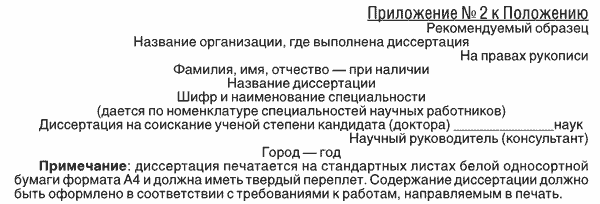 Приложение № 2 к Положению
Рекомендуемый образец
Название организации, где выполнена диссертация
На правах рукописи
Фамилия, имя, отчество — при наличии
Название диссертации
Шифр и наименование специальности
(дается по номенклатуре специальностей научных работников)
Диссертация на соискание ученой степени кандидата (доктора) ______________наук
Научный руководитель (консультант)
Город — год
Примечание: диссертация печатается на стандартных листах белой односортной
бумаги формата А4 и должна иметь твердый переплет. Содержание диссертации должно
быть оформлено в соответствии с требованиями к работам, направляемым в печать.